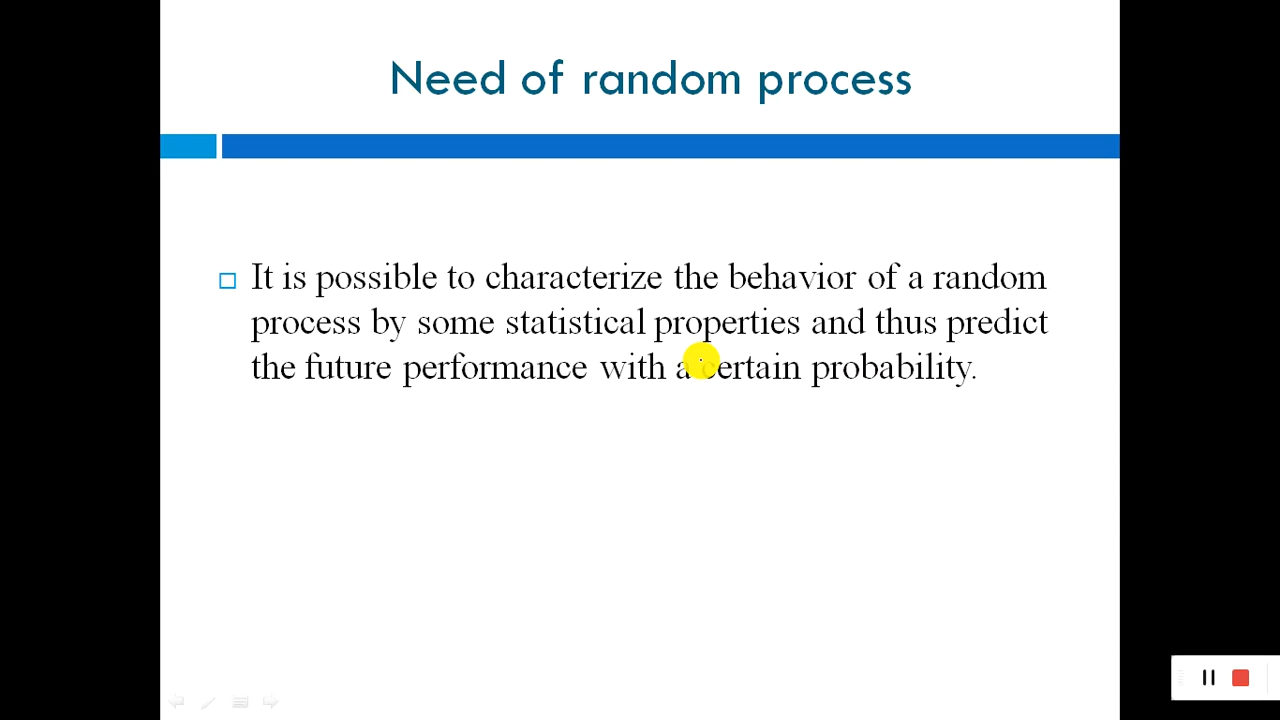 Need of random process
It is possible to characterize the behavior of a random
process by some statistical properties and thus predict
the future performance with a certain probability.